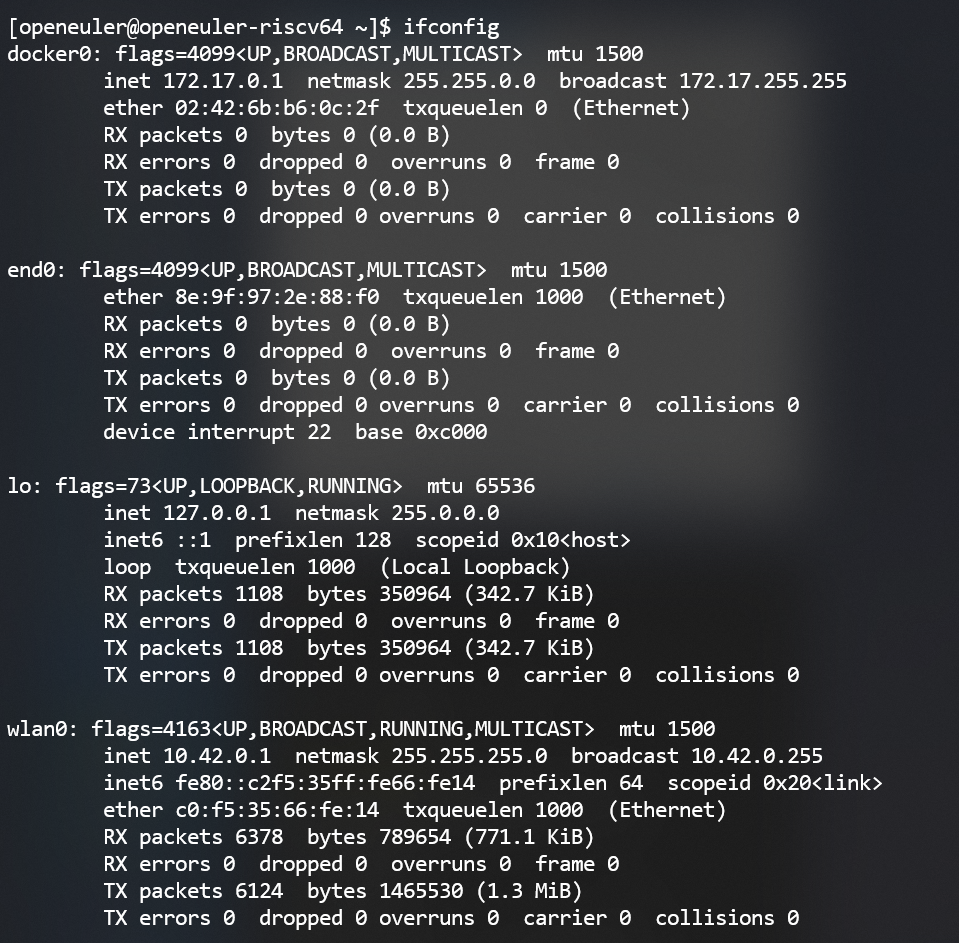 [openeuler@openeuler-riscv64 ~]$ ifconfig
docker0: flags=4099<UP,BROADCAST,MULTICAST>  mtu 1500
        inet 172.17.0.1  netmask 255.255.0.0  broadcast 172.17.255.255
        ether 02:42:6b:b6:0c:2f  txqueuelen 0  (Ethernet)
        RX packets 0  bytes 0 (0.0 B)
        RX errors 0  dropped 0  overruns 0  frame 0
        TX packets 0  bytes 0 (0.0 B)
        TX errors 0  dropped 0 overruns 0  carrier 0  collisions 0

end0: flags=4099<UP,BROADCAST,MULTICAST>  mtu 1500
        ether 8e:9f:97:2e:88:f0  txqueuelen 1000  (Ethernet)
        RX packets 0  bytes 0 (0.0 B)
        RX errors 0  dropped 0  overruns 0  frame 0
        TX packets 0  bytes 0 (0.0 B)
        TX errors 0  dropped 0 overruns 0  carrier 0  collisions 0
        device interrupt 22  base 0xc000

lo: flags=73<UP,LOOPBACK,RUNNING>  mtu 65536
        inet 127.0.0.1  netmask 255.0.0.0
        inet6 ::1  prefixlen 128  scopeid 0x10<host>
        loop  txqueuelen 1000  (Local Loopback)
        RX packets 1108  bytes 350964 (342.7 KiB)
        RX errors 0  dropped 0  overruns 0  frame 0
        TX packets 1108  bytes 350964 (342.7 KiB)
        TX errors 0  dropped 0 overruns 0  carrier 0  collisions 0

wlan0: flags=4163<UP,BROADCAST,RUNNING,MULTICAST>  mtu 1500
        inet 10.42.0.1  netmask 255.255.255.0  broadcast 10.42.0.255
        inet6 fe80::c2f5:35ff:fe66:fe14  prefixlen 64  scopeid 0x20<link>
        ether c0:f5:35:66:fe:14  txqueuelen 1000  (Ethernet)
        RX packets 6378  bytes 789654 (771.1 KiB)
        RX errors 0  dropped 0  overruns 0  frame 0
        TX packets 6124  bytes 1465530 (1.3 MiB)
        TX errors 0  dropped 0 overruns 0  carrier 0  collisions 0